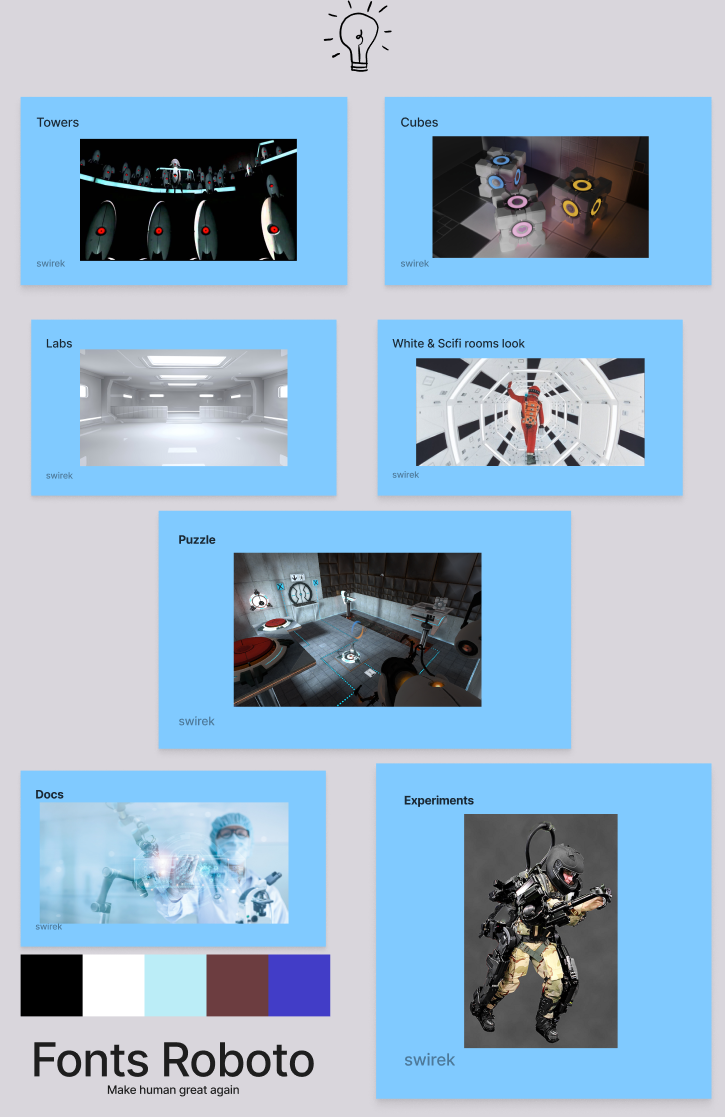 Towers
swirek
Cubes
swirek
Labs
swirek
White & Scifi rooms look
swirek
Puzzle
swirek
Docs
swirek
Experiments
swirek
Fonts Roboto
Make human great again